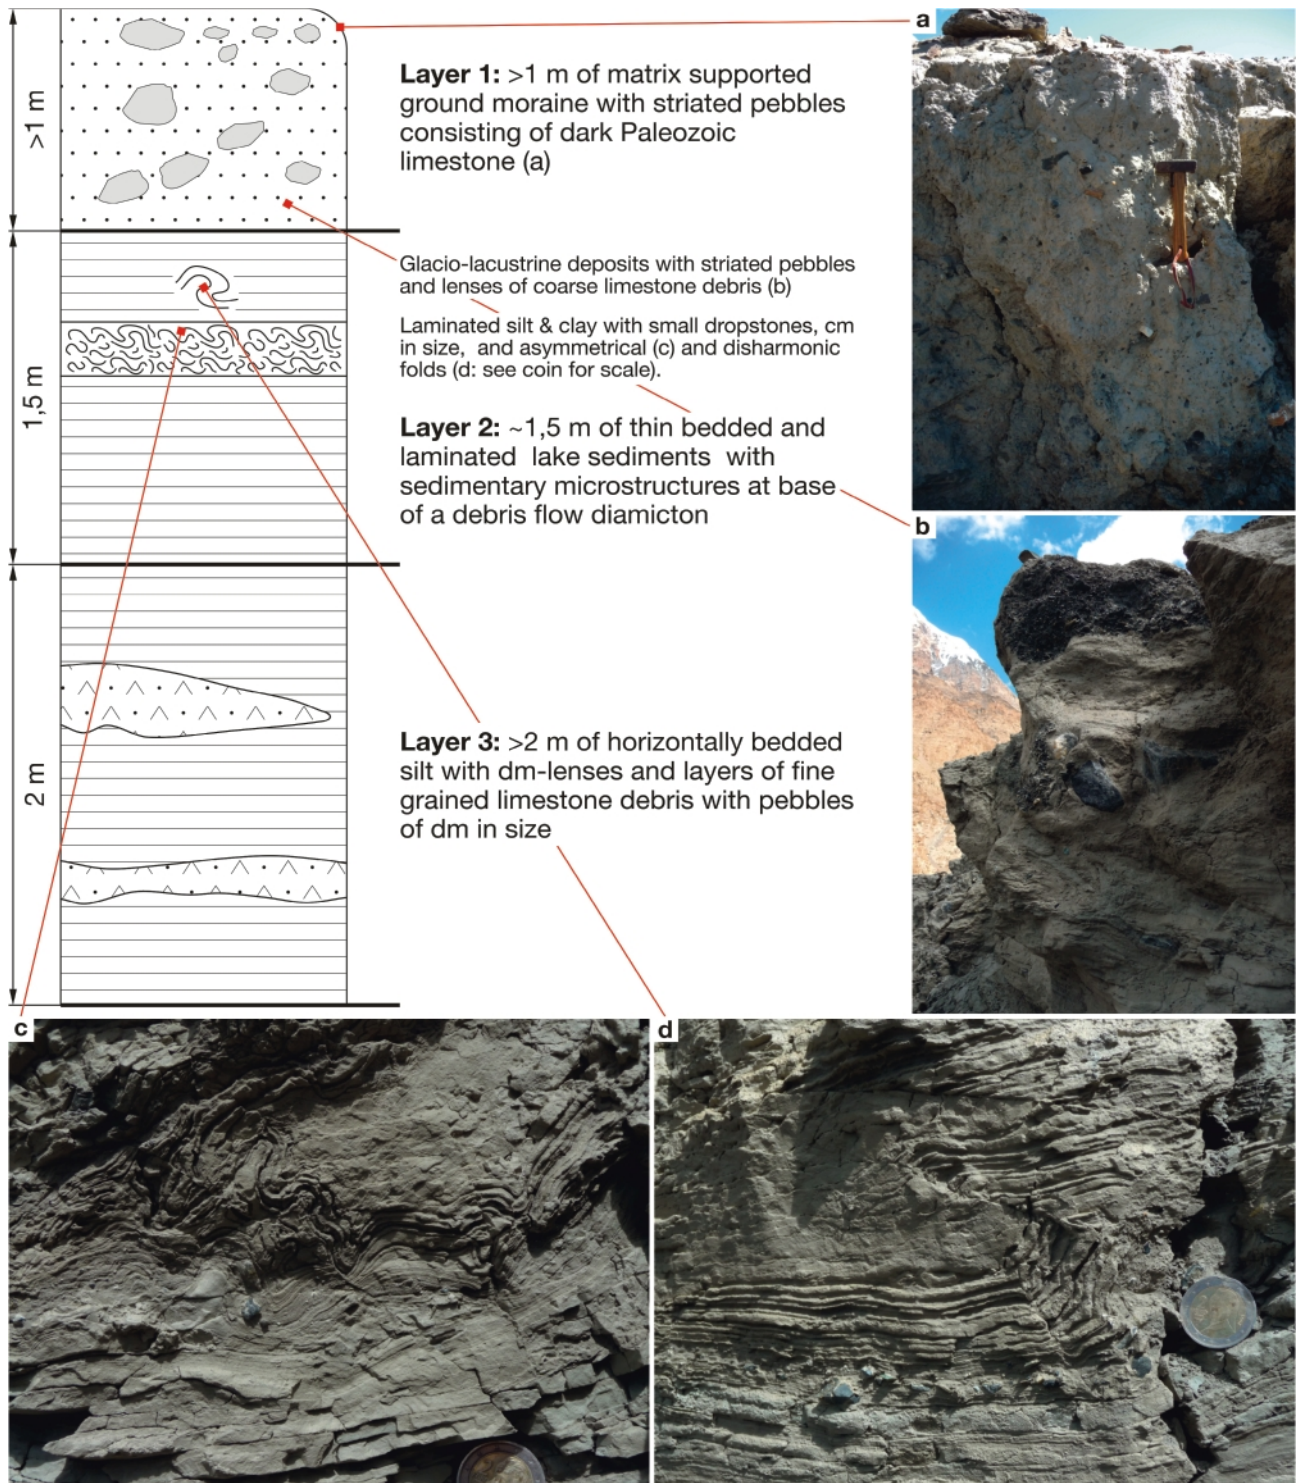 a
>1 m
Layer 1: >1 m of matrix supported
ground moraine with striated pebbles
consisting of dark Paleozoic
limestone (a)
Glacio-lacustrine deposits with striated pebbles
and lenses of coarse limestone debris (b)
Laminated silt & clay with small dropstones, cm
in size, and asymmetrical (c) and disharmonic
folds (d: see coin for scale).
1,5 m
Layer 2: ~1,5 m of thin bedded and
laminated lake sediments with
sedimentary microstructures at base
of a debris flow diamicton
b
2 m
Layer 3: >2 m of horizontally bedded
silt with dm-lenses and layers of fine
grained limestone debris with pebbles
of dm in size
c
d